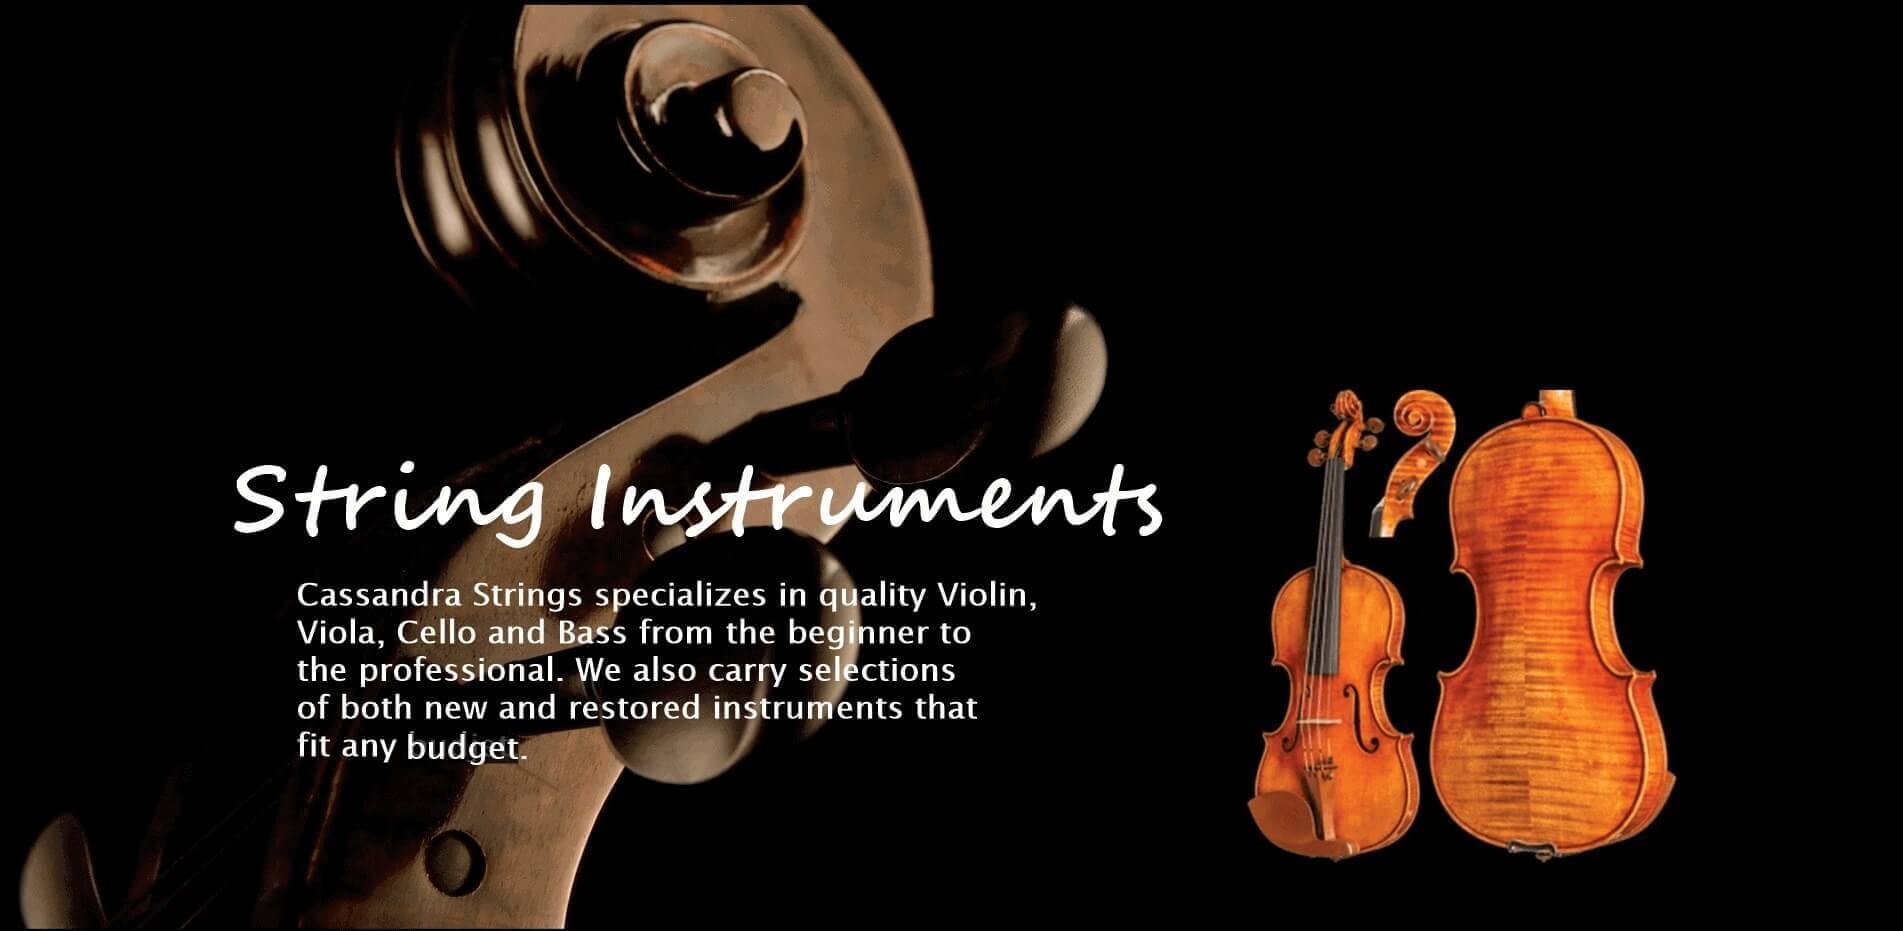 String Instruments
Cassandra Strings specializes in quality Violin,
Viola, Cello and Bass from the beginner to
the professional. We also carry selections
of both new and restored instruments that
fit any budget.